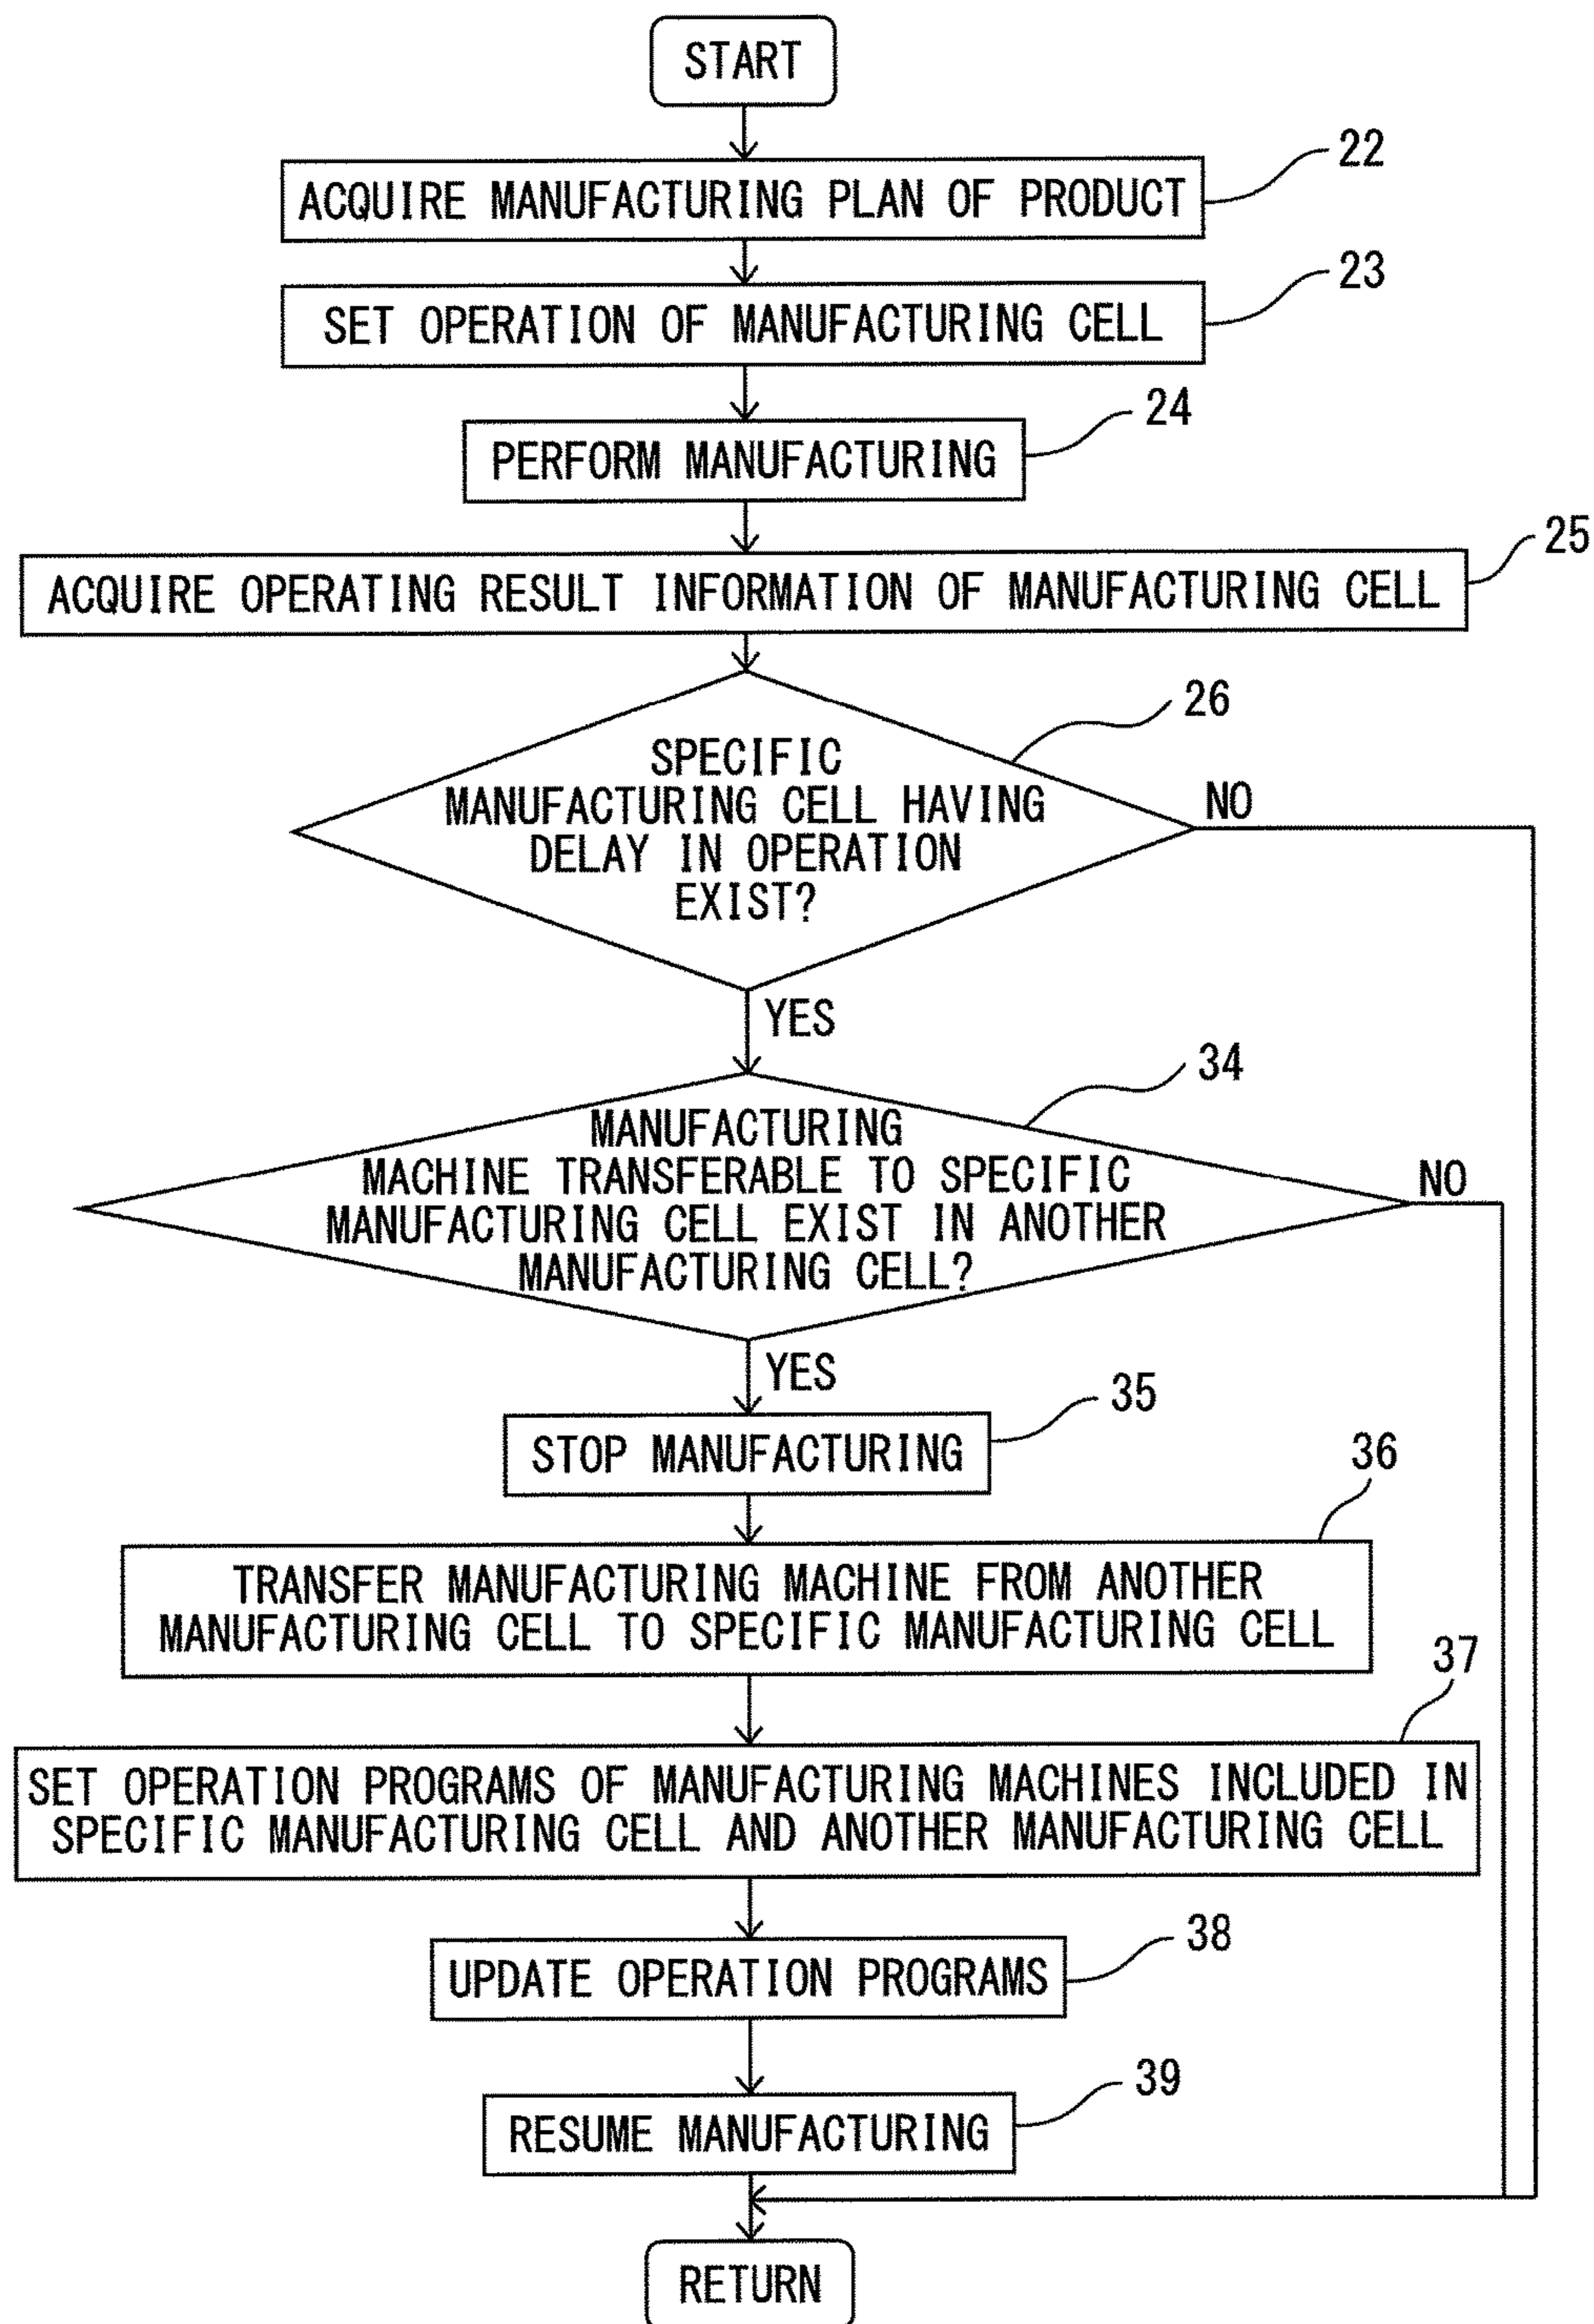 START
22
ACQUIRE MANUFACTURING PLAN OF PRODUCT
23
SET OPERATION OF MANUFACTURING CELL
24
PERFORM MANUFACTURING
25
ACQUIRE OPERATING RESULT INFORMATION OF MANUFACTURING CELL
26
SPECIFIC
MANUFACTURING CELL HAVING
DELAY IN OPERATION
EXIST?
NO
YES
34
MANUFACTURING
MACHINE TRANSFERABLE TO SPECIFIC
MANUFACTURING CELL EXIST IN ANOTHER
MANUFACTURING CELL?
NO
YES
35
STOP MANUFACTURING
36
TRANSFER MANUFACTURING MACHINE FROM ANOTHER
MANUFACTURING CELL TO SPECIFIC MANUFACTURING CELL
37
SET OPERATION PROGRAMS OF MANUFACTURING MACHINES INCLUDED IN
SPECIFIC MANUFACTURING CELL AND ANOTHER MANUFACTURING CELL
38
UPDATE OPERATION PROGRAMS
39
RESUME MANUFACTURING
RETURN